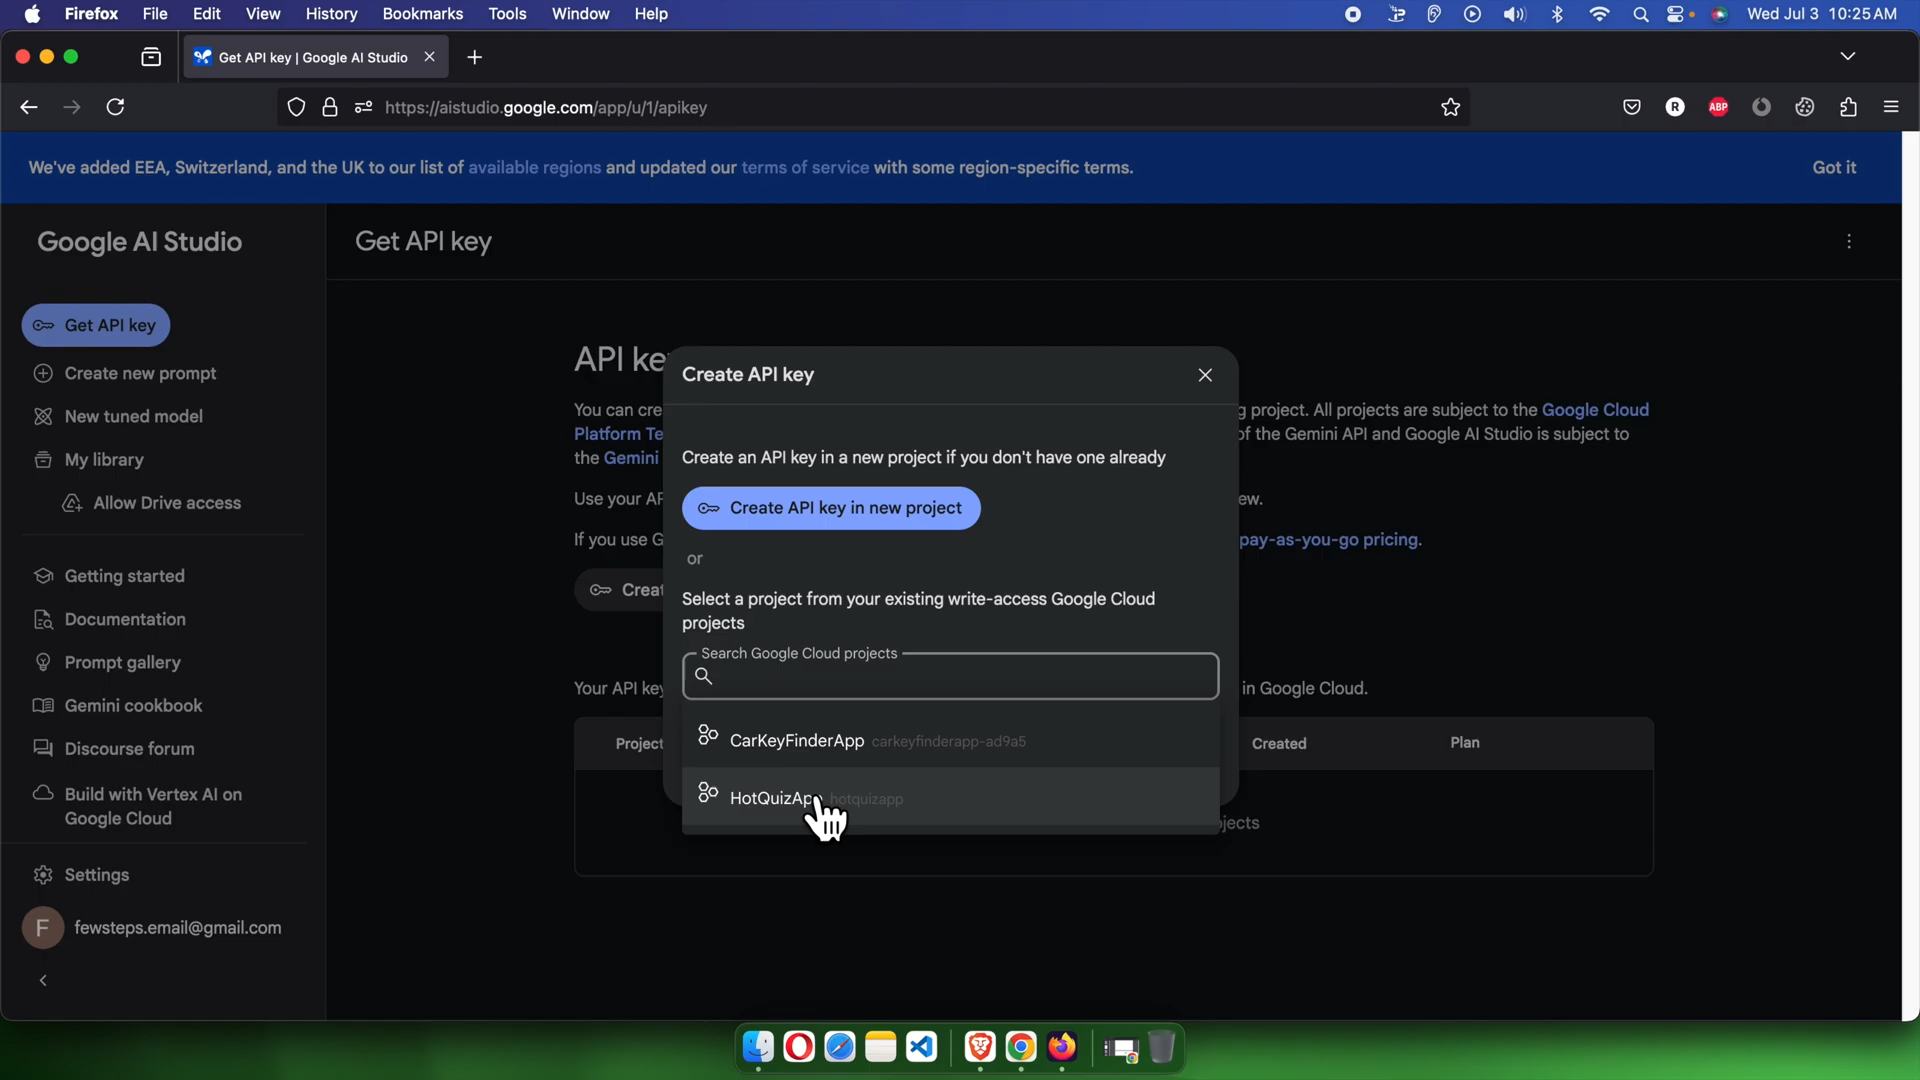 Firefox File Edit View History Bookmarks Tools Window Help
Wed Jul 3 10:25 AM
Get API key | Google AI Studio
https://aistudio.google.com/app/u/1/apikey
R
ABP
We've added EEA, Switzerland, and the UK to our list of available regions and updated our terms of service with some region-specific terms.
Got it
Google AI Studio
Get API key
Get API key
Create new prompt
New tuned model
My library
Allow Drive access
Getting started
Documentation
Prompt gallery
Gemini cookbook
Discourse forum
Build with Vertex AI on
Google Cloud
Settings
F
fewsteps.email@gmail.com
API ke
You can cre
g project. All projects are subject to the Google Cloud
Platform Te
of the Gemini API and Google AI Studio is subject to
the Gemini
Use your AP
ew.
If you use G
pay-as-you-go pricing.
Creat
Your API key
in Google Cloud.
Project
Created
Plan
ojects
Create API key
Create an API key in a new project if you don't have one already
Create API key in new project
or
Select a project from your existing write-access Google Cloud
projects
Search Google Cloud projects
CarKeyFinderApp carkeyfinderapp-ad9a5
HotQuizApp hotquizapp